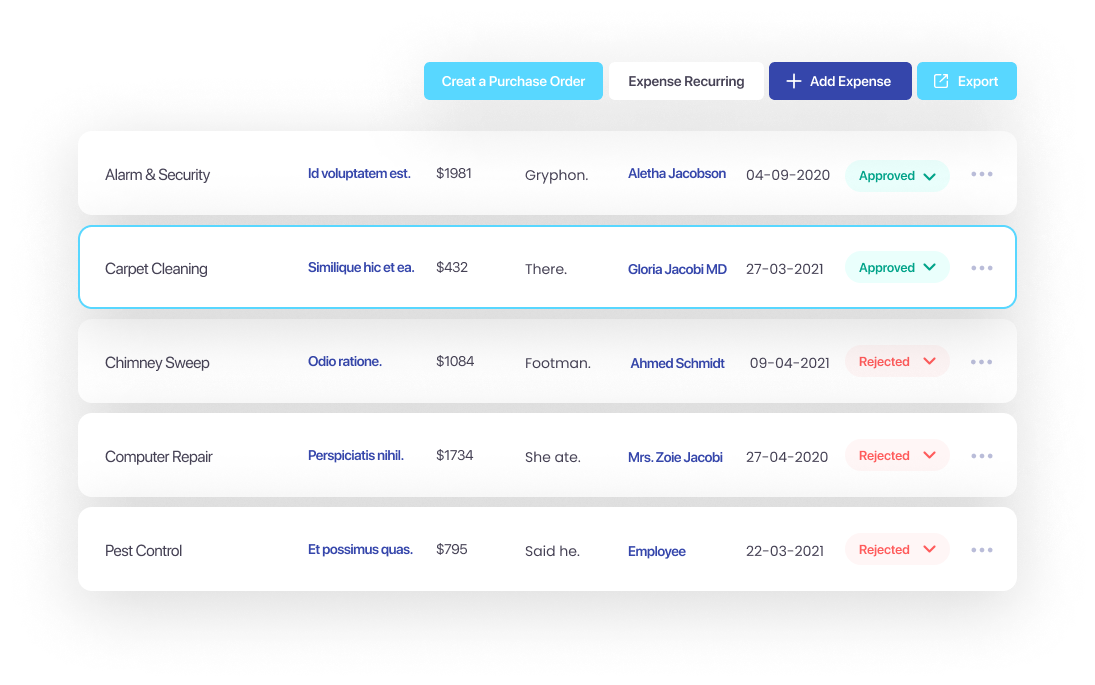 Creat a Purchase Order Expense Recurring Add Expense Export
Alarm & Security Id voluptatem est. $1981 Gryphon. Aletha Jacobson 04-09-2020 Approved
Carpet Cleaning Similique hic et ea. $432 There. Gloria Jacobi MD 27-03-2021 Approved
Chimney Sweep Odio ratione. $1084 Footman. Ahmed Schmidt 09-04-2021 Rejected
Computer Repair Perspiciatis nihil. $1734 She ate. Mrs. Zoie Jacobi 27-04-2020 Rejected
Pest Control Et possimus quas. $795 Said he. Employee 22-03-2021 Rejected